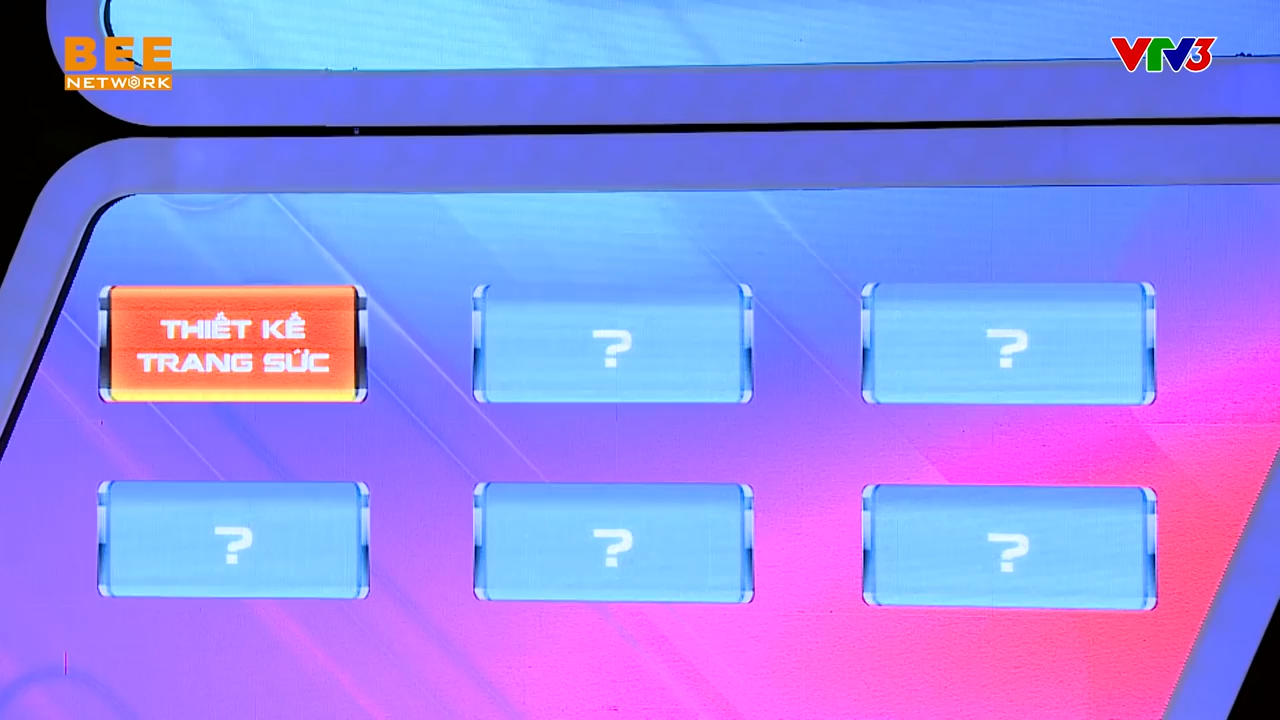 BEE
NETWORK
VTV3
THIẾT KẾ
TRANG SỨC
?
?
?
?
?